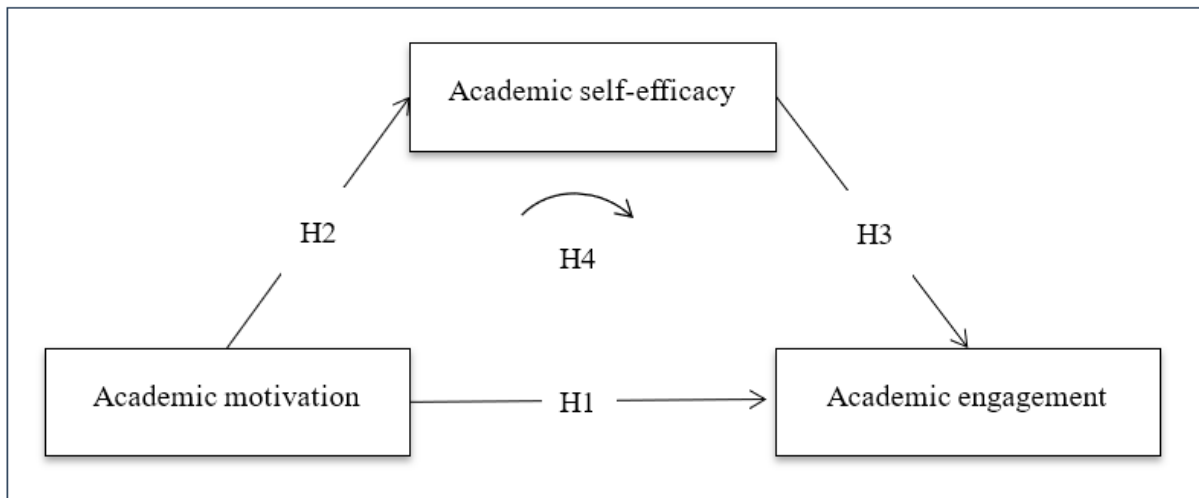 Academic self-efficacy
H2
H3
H4
Academic motivation
H1
Academic engagement